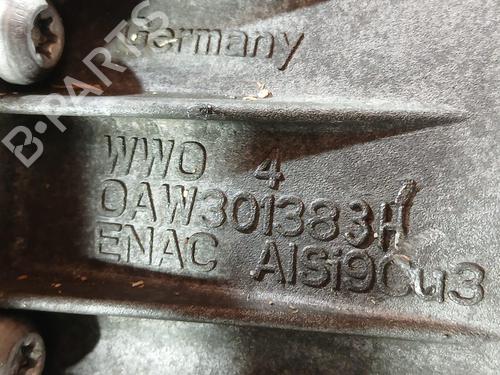 Germany
B-PARTS
WWO 4
0AW301383H
ENAC AlSi9Cu3